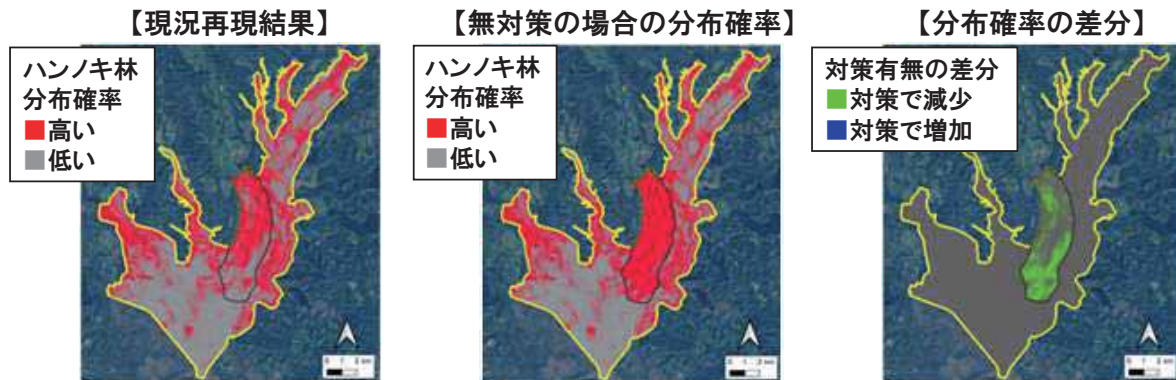 【現況再現結果】
ハンノキ林
分布確率
■高い
■低い
【無対策の場合の分布確率】
ハンノキ林
分布確率
■高い
■低い
【分布確率の差分】
対策有無の差分
■対策で減少
■対策で増加